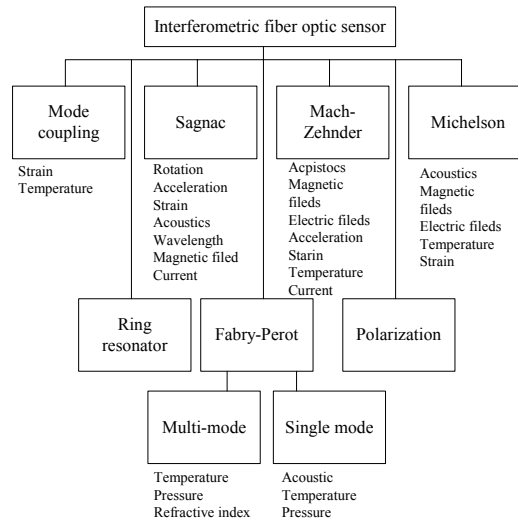 Interferometric fiber optic sensor
Mode
coupling
Sagnac
Mach-
Zehnder
Michelson
Strain
Temperature
Rotation
Acceleration
Strain
Acoustics
Wavelength
Magnetic filed
Current
Acpistocs
Magnetic
fileds
Electric fileds
Acceleration
Starin
Temperature
Current
Acoustics
Magnetic
fileds
Electric fileds
Temperature
Strain
Ring
resonator
Fabry-Perot
Polarization
Multi-mode
Single mode
Temperature
Pressure
Refractive index
Acoustic
Temperature
Pressure